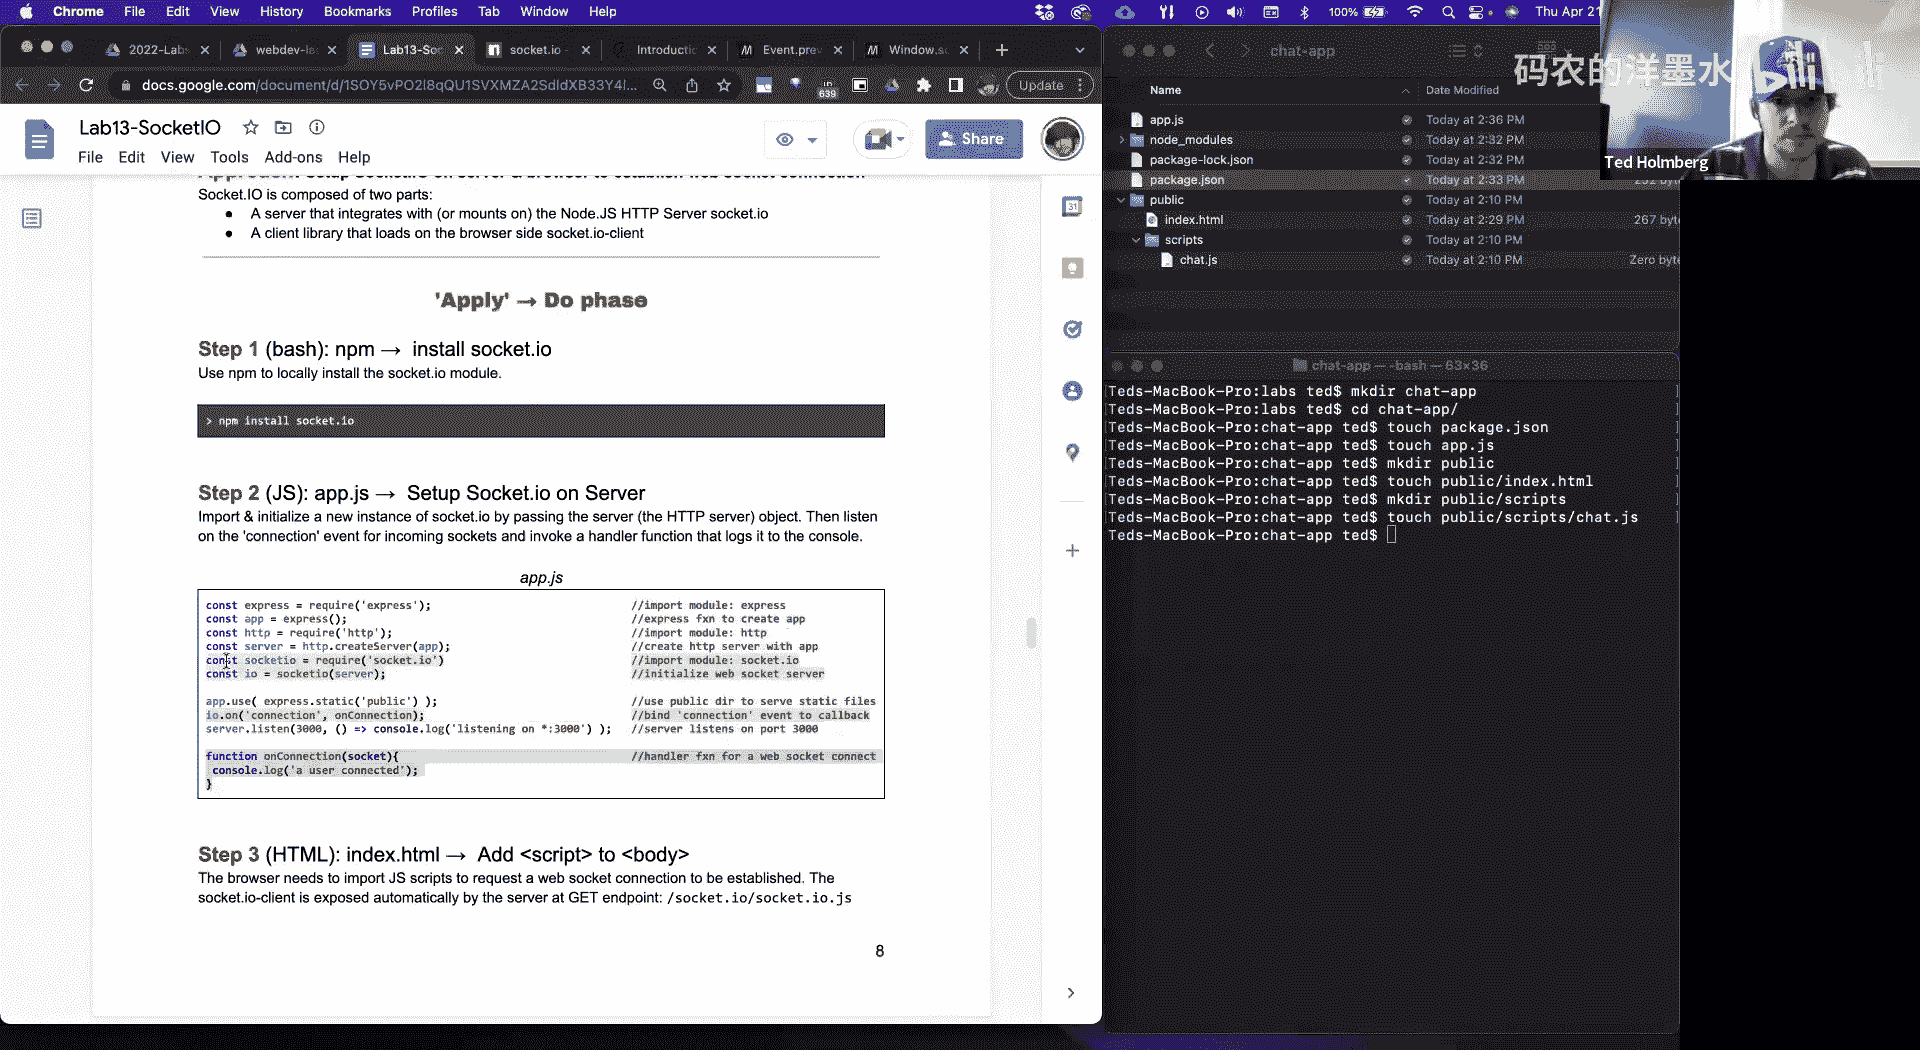 Chrome File Edit View History Bookmarks Profiles Tab Window Help
100% Thu Apr 21
2022-Lab
webdev-la
Lab13-Soc
socket.io -
Introductic
Event.prev
Window.sc
docs.google.com/document/d/1SOY5vPO2l8qQU1SVXMZA2SdldXB33Y4l...
639
Update
Lab13-SocketIO
File Edit View Tools Add-ons Help
Share
31
Socket.IO is composed of two parts:
● A server that integrates with (or mounts on) the Node.JS HTTP Server socket.io
● A client library that loads on the browser side socket.io-client
'Apply' → Do phase
Step 1 (bash): npm → install socket.io
Use npm to locally install the socket.io module.
> npm install socket.io
Step 2 (JS): app.js → Setup Socket.io on Server
Import & initialize a new instance of socket.io by passing the server (the HTTP server) object. Then listen
on the 'connection' event for incoming sockets and invoke a handler function that logs it to the console.
app.js
const express = require('express'); //import module: express
const app = express(); //express fxn to create app
const http = require('http'); //import module: http
const server = http.createServer(app); //create http server with app
const socketio = require('socket.io') //import module: socket.io
const io = socketio(server); //initialize web socket server
app.use( express.static('public') ); //use public dir to serve static files
io.on('connection', onConnection); //bind 'connection' event to callback
server.listen(3000, () => console.log('listening on *:3000') ); //server listens on port 3000
function onConnection(socket){ //handler fxn for a web socket connect
console.log('a user connected');
}
Step 3 (HTML): index.html → Add <script> to <body>
The browser needs to import JS scripts to request a web socket connection to be established. The
socket.io-client is exposed automatically by the server at GET endpoint: /socket.io/socket.io.js
8
chat-app
Name Date Modified
app.js Today at 2:36 PM
node_modules Today at 2:32 PM
package-lock.json Today at 2:32 PM
package.json Today at 2:33 PM
public Today at 2:10 PM
index.html Today at 2:29 PM 267 byt
scripts Today at 2:10 PM
chat.js Today at 2:10 PM Zero byt
码农的洋墨水 bilibili
Ted Holmberg
chat-app — -bash — 63×36
Teds-MacBook-Pro:labs ted$ mkdir chat-app
Teds-MacBook-Pro:labs ted$ cd chat-app/
Teds-MacBook-Pro:chat-app ted$ touch package.json
Teds-MacBook-Pro:chat-app ted$ touch app.js
Teds-MacBook-Pro:chat-app ted$ mkdir public
Teds-MacBook-Pro:chat-app ted$ touch public/index.html
Teds-MacBook-Pro:chat-app ted$ mkdir public/scripts
Teds-MacBook-Pro:chat-app ted$ touch public/scripts/chat.js
Teds-MacBook-Pro:chat-app ted$